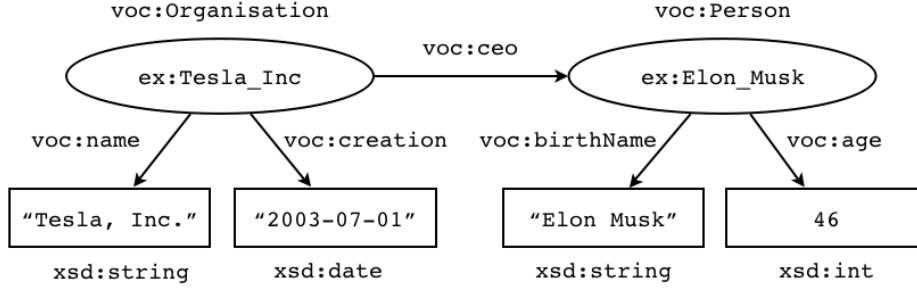 voc:Organisation voc:Person
voc:ceo
ex:Tesla_Inc ex:Elon_Musk
voc:name voc:creation voc:birthName voc:age
“Tesla, Inc.” “2003-07-01” “Elon Musk” 46
xsd:string xsd:date xsd:string xsd:int